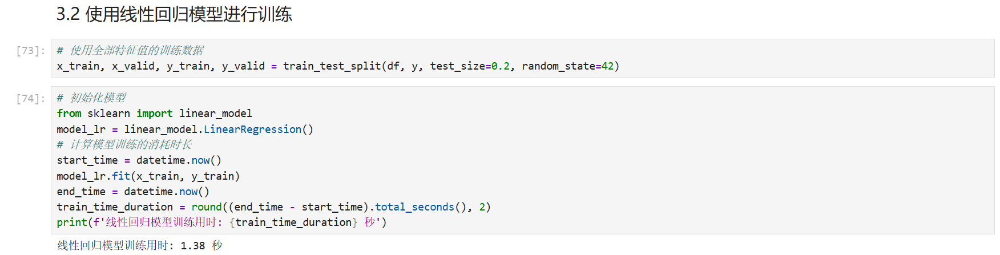 3.2 使用线性回归模型进行训练
[73]:
# 使用全部特征值的训练数据
x_train, x_valid, y_train, y_valid = train_test_split(df, y, test_size=0.2, random_state=42)
[74]:
# 初始化模型
from sklearn import linear_model
model_lr = linear_model.LinearRegression()
# 计算模型训练的消耗时长
start_time = datetime.now()
model_lr.fit(x_train, y_train)
end_time = datetime.now()
train_time_duration = round((end_time - start_time).total_seconds(), 2)
print(f'线性回归模型训练用时: {train_time_duration} 秒')
线性回归模型训练用时: 1.38 秒